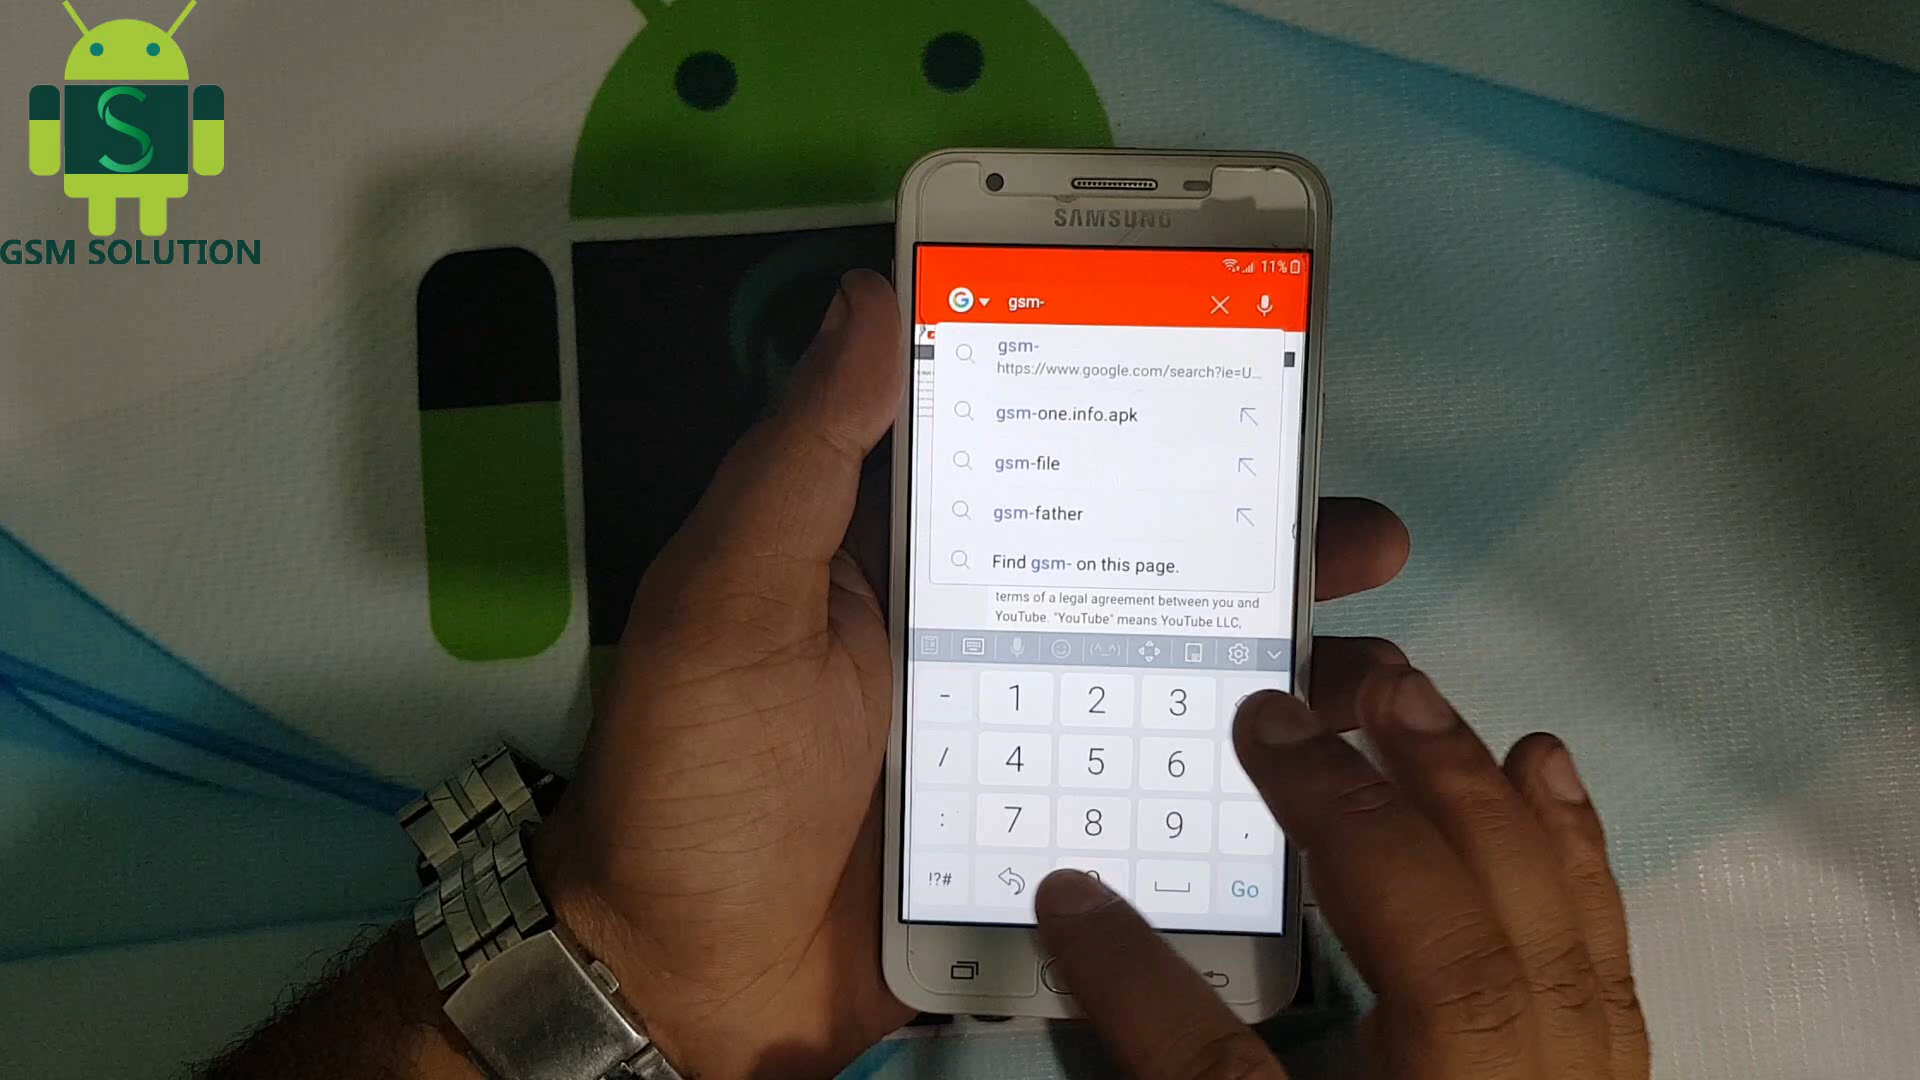 S
GSM SOLUTION
SAMSUNG
11%
G gsm-
gsm-
https://www.google.com/search?ie=U...
gsm-one.info.apk
gsm-file
gsm-father
Find gsm- on this page.
terms of a legal agreement between you and
YouTube. "YouTube" means YouTube LLC,
(^_^)
- 1 2 3
/ 4 5 6
: 7 8 9 ,
!?# Go